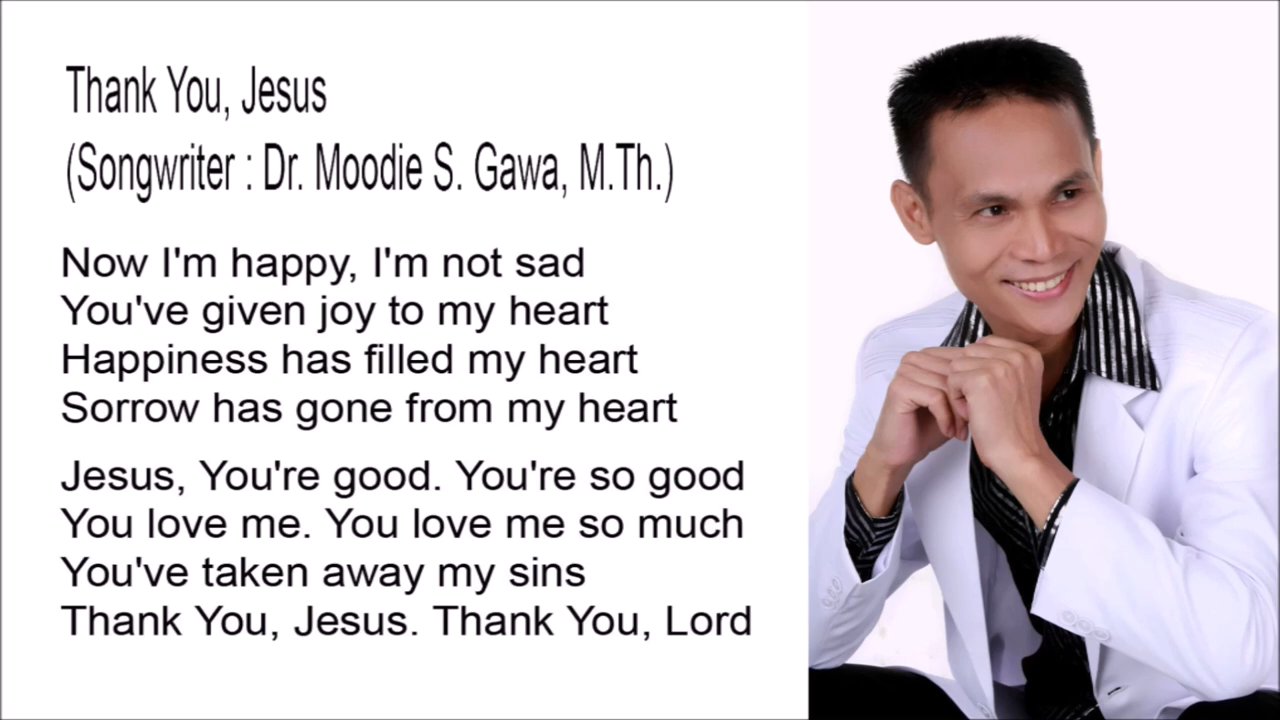 Thank You, Jesus
(Songwriter : Dr. Moodie S. Gawa, M.Th.)
Now I'm happy, I'm not sad
You've given joy to my heart
Happiness has filled my heart
Sorrow has gone from my heart
Jesus, You're good. You're so good
You love me. You love me so much
You've taken away my sins
Thank You, Jesus. Thank You, Lord